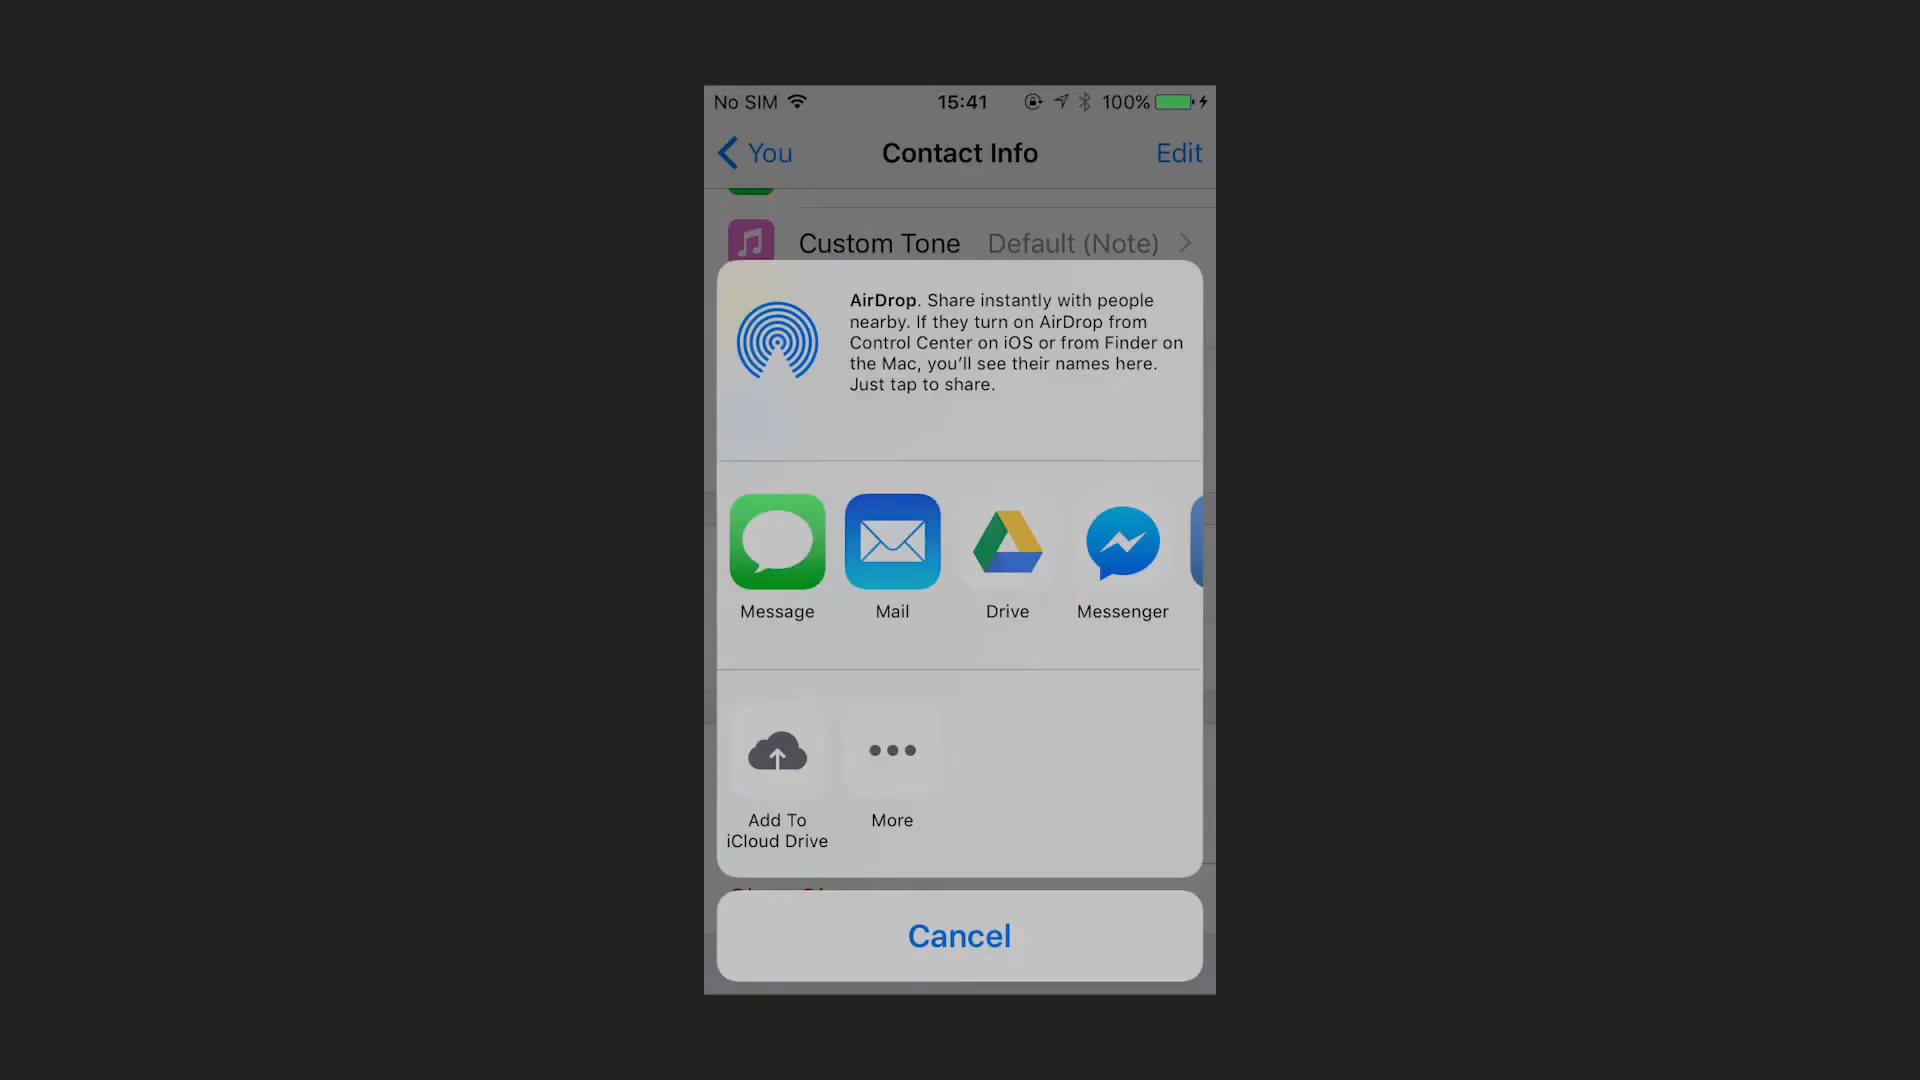 No SIM 15:41 100%
You Contact Info Edit
Custom Tone Default (Note)
AirDrop. Share instantly with people
nearby. If they turn on AirDrop from
Control Center on iOS or from Finder on
the Mac, you’ll see their names here.
Just tap to share.
Message Mail Drive Messenger
Add To
iCloud Drive
More
Cancel